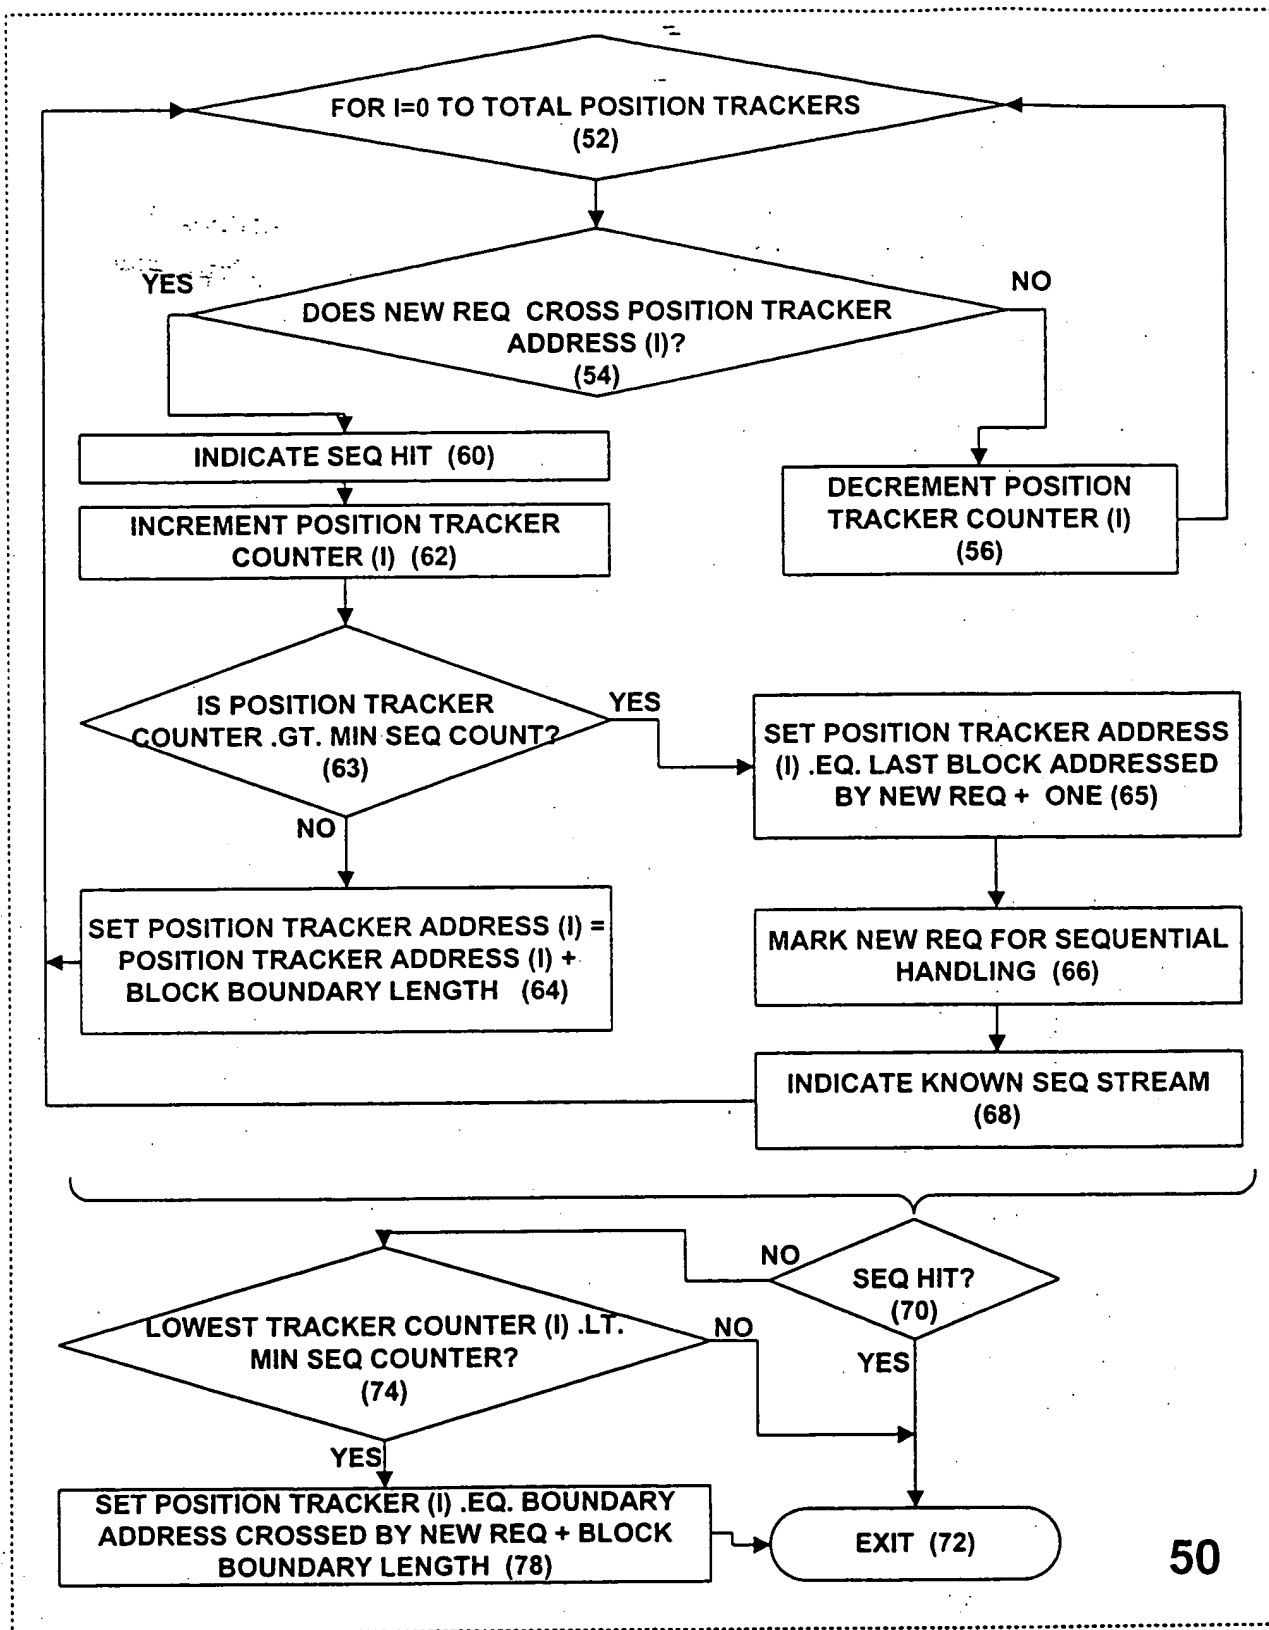 FOR I=0 TO TOTAL POSITION TRACKERS
(52)
YES
NO
DOES NEW REQ CROSS POSITION TRACKER
ADDRESS (I)?
(54)
INDICATE SEQ HIT (60)
INCREMENT POSITION TRACKER
COUNTER (I) (62)
DECREMENT POSITION
TRACKER COUNTER (I)
(56)
IS POSITION TRACKER
COUNTER .GT. MIN SEQ COUNT?
(63)
YES
NO
SET POSITION TRACKER ADDRESS
(I) .EQ. LAST BLOCK ADDRESSED
BY NEW REQ + ONE (65)
SET POSITION TRACKER ADDRESS (I) =
POSITION TRACKER ADDRESS (I) +
BLOCK BOUNDARY LENGTH (64)
MARK NEW REQ FOR SEQUENTIAL
HANDLING (66)
INDICATE KNOWN SEQ STREAM
(68)
NO
SEQ HIT?
(70)
YES
LOWEST TRACKER COUNTER (I) .LT.
MIN SEQ COUNTER?
(74)
NO
YES
SET POSITION TRACKER (I) .EQ. BOUNDARY
ADDRESS CROSSED BY NEW REQ + BLOCK
BOUNDARY LENGTH (78)
EXIT (72)
50